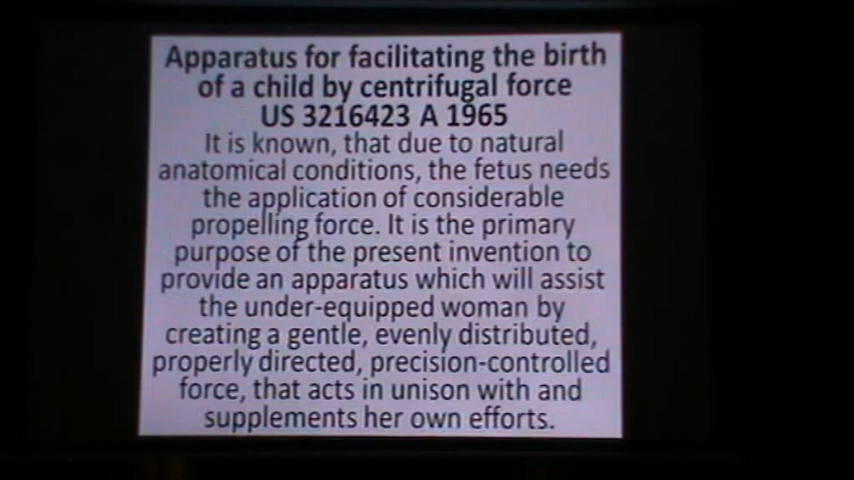 Apparatus for facilitating the birth
of a child by centrifugal force
US 3216423 A 1965
It is known, that due to natural
anatomical conditions, the fetus needs
the application of considerable
propelling force. It is the primary
purpose of the present invention to
provide an apparatus which will assist
the under-equipped woman by
creating a gentle, evenly distributed,
properly directed, precision-controlled
force, that acts in unison with and
supplements her own efforts.